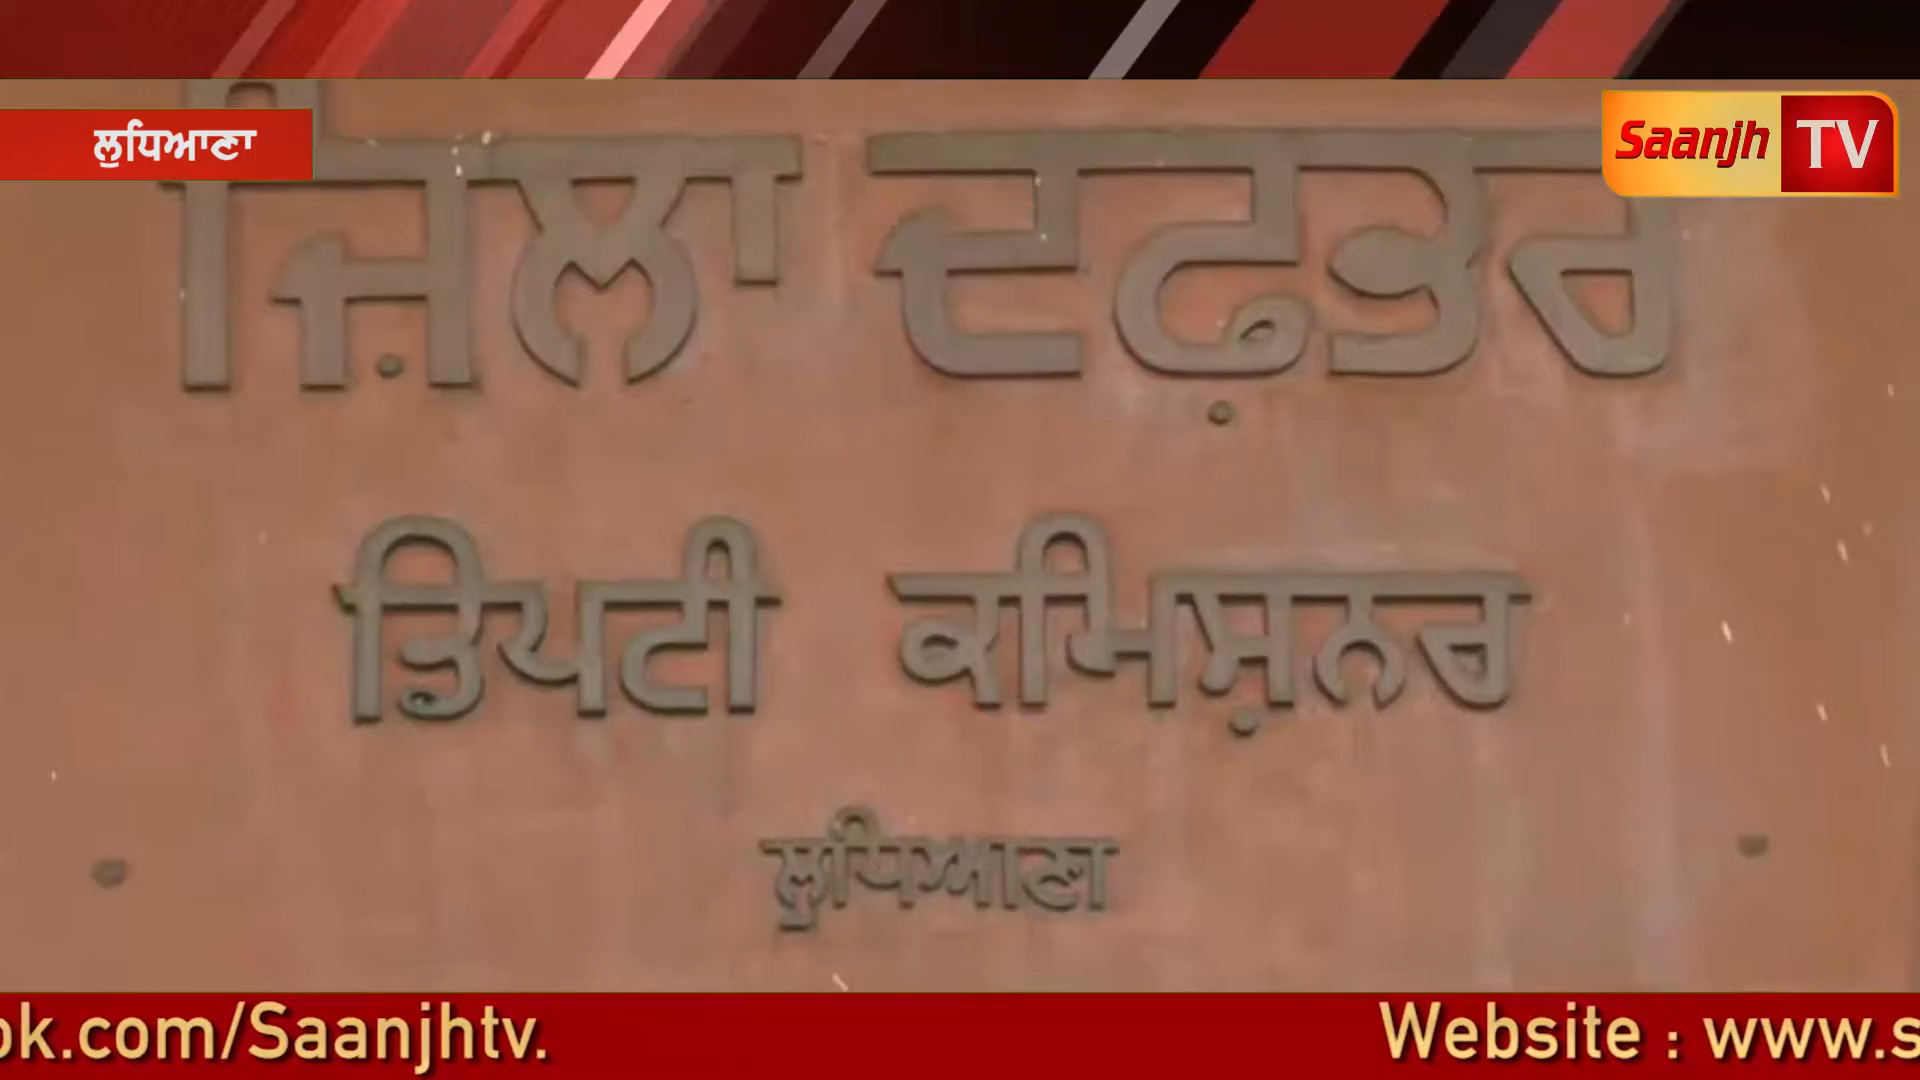 ਲੁਧਿਆਣਾ
Saanjh TV
ਜ਼ਿਲਾ ਦਫ਼ਤਰ
ਡਿਪਟੀ ਕਮਿਸ਼ਨਰ
ਲੁਧਿਆਣਾ
ok.com/Saanjhtv. Website : www.s